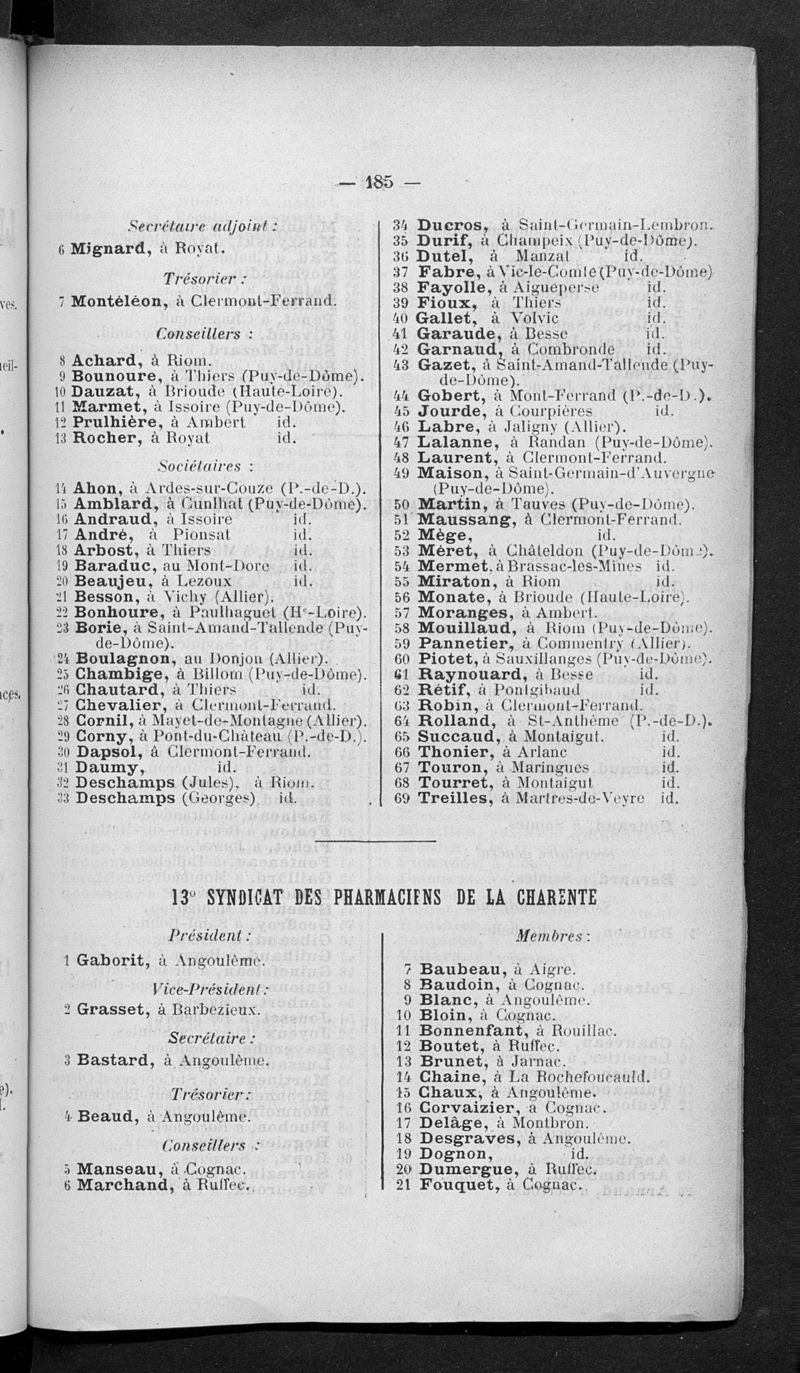 — 185 —
Secrétaire adjoint :
6 Mignard, à Royat.
Trésorier :
7 Montéléon, à Clermont-Ferrand.
Conseillers :
8 Achard, à Riom.
9 Bounoure, à Thiers (Puy-de-Dôme).
10 Dauzat, à Brioude (Haute-Loire).
11 Marmet, à Issoire (Puy-de-Dôme).
12 Prulhière, à Ambert id.
13 Rocher, à Royat id.
Sociétaires :
14 Ahon, à Ardes-sur-Couze (P.-de-D.).
15 Amblard, à Cunlhat (Puy-de-Dôme).
16 Andraud, à Issoire id.
17 André, à Pionsat id.
18 Arbost, à Thiers id.
19 Baraduc, au Mont-Dore id.
20 Beaujeu, à Lezoux id.
21 Besson, à Vichy (Allier).
22 Bonhoure, à Paulhaguet (He-Loire).
23 Borie, à Saint-Amand-Tallende (Puy-
de-Dôme).
24 Boulagnon, au Donjon (Allier).
25 Chambige, à Billom (Puy-de-Dôme).
26 Chautard, à Thiers id.
27 Chevalier, à Clermont-Ferrand.
28 Cornil, à Mayet-de-Montagne (Allier).
29 Corny, à Pont-du-Château (P.-de-D.).
30 Dapsol, à Clermont-Ferrand.
31 Daumy, id.
32 Deschamps (Jules), à Riom.
33 Deschamps (Georges) id.
34 Ducros, à Saint-Germain-Lembron.
35 Durif, à Champeix (Puy-de-Dôme).
36 Dutel, à Manzat id.
37 Fabre, à Vic-le-Comte (Puy-de-Dôme)
38 Fayolle, à Aigueperse id.
39 Fioux, à Thiers id.
40 Gallet, à Volvic id.
41 Garaude, à Besse id.
42 Garnaud, à Combronde id.
43 Gazet, à Saint-Amand-Tallende (Puy-
de-Dôme).
44 Gobert, à Mont-Ferrand (P.-de-D.).
45 Jourde, à Courpières id.
46 Labre, à Jaligny (Allier).
47 Lalanne, à Randan (Puy-de-Dôme).
48 Laurent, à Clermont-Ferrand.
49 Maison, à Saint-Germain-d'Auvergne
(Puy-de-Dôme).
50 Martin, à Tauves (Puy-de-Dôme).
51 Maussang, à Clermont-Ferrand.
52 Mège, id.
53 Méret, à Châteldon (Puy-de-Dôme).
54 Mermet, à Brassac-les-Mines id.
55 Miraton, à Riom id.
56 Monate, à Brioude (Haute-Loire).
57 Moranges, à Ambert.
58 Mouillaud, à Riom (Puy-de-Dôme).
59 Pannetier, à Commentry (Allier).
60 Piotet, à Sauxillanges (Puy-de-Dôme).
61 Raynouard, à Besse id.
62 Rétif, à Pontgibaud id.
63 Robin, à Clermont-Ferrand.
64 Rolland, à St-Anthême (P.-de-D.).
65 Succaud, à Montaigut. id.
66 Thonier, à Arlanc id.
67 Touron, à Maringues id.
68 Tourret, à Montaigut id.
69 Treilles, à Martres-de-Veyre id.
13e SYNDICAT DES PHARMACIENS DE LA CHARENTE
Président :
1 Gaborit, à Angoulême.
Vice-Président :
2 Grasset, à Barbezieux.
Secrétaire :
3 Bastard, à Angoulême.
Trésorier :
4 Beaud, à Angoulême.
Conseillers :
5 Manseau, à Cognac.
6 Marchand, à Ruffec.
Membres :
7 Baubeau, à Aigre.
8 Baudoin, à Cognac.
9 Blanc, à Angoulême.
10 Bloin, à Cognac.
11 Bonnenfant, à Rouillac.
12 Boutet, à Ruffec.
13 Brunet, à Jarnac.
14 Chaine, à La Rochefoucauld.
15 Chaux, à Angoulême.
16 Corvaizier, à Cognac.
17 Delâge, à Montbron.
18 Desgraves, à Angoulême.
19 Dognon, id.
20 Dumergue, à Ruffec.
21 Fouquet, à Cognac.